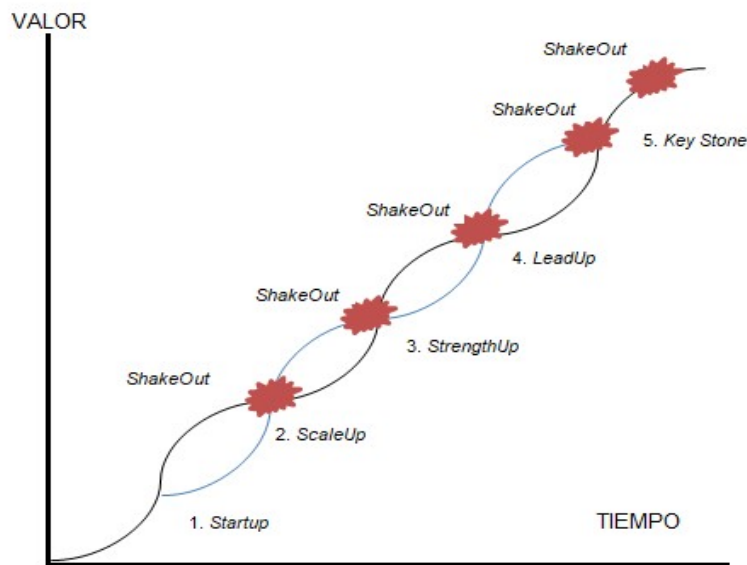 VALOR
ShakeOut
ShakeOut
5. Key Stone
ShakeOut
4. LeadUp
ShakeOut
3. StrengthUp
ShakeOut
2. ScaleUp
1. Startup
TIEMPO